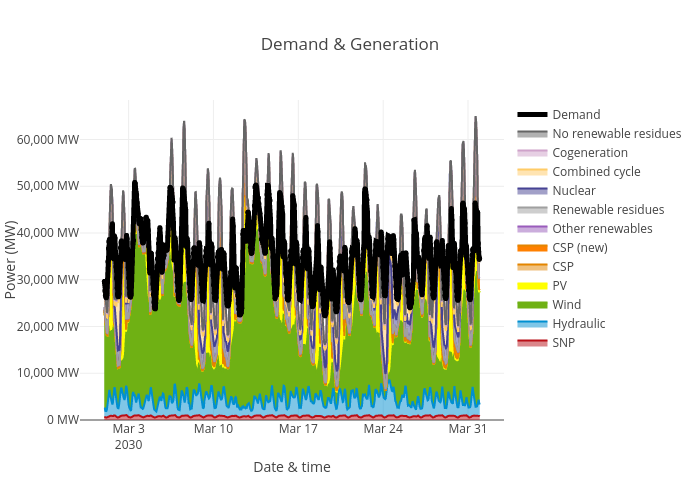 Demand & Generation
60,000 MW
50,000 MW
40,000 MW
30,000 MW
20,000 MW
10,000 MW
0 MW
Power (MW)
Mar 3
2030
Mar 10
Mar 17
Mar 24
Mar 31
Date & time
Demand
No renewable residues
Cogeneration
Combined cycle
Nuclear
Renewable residues
Other renewables
CSP (new)
CSP
PV
Wind
Hydraulic
SNP